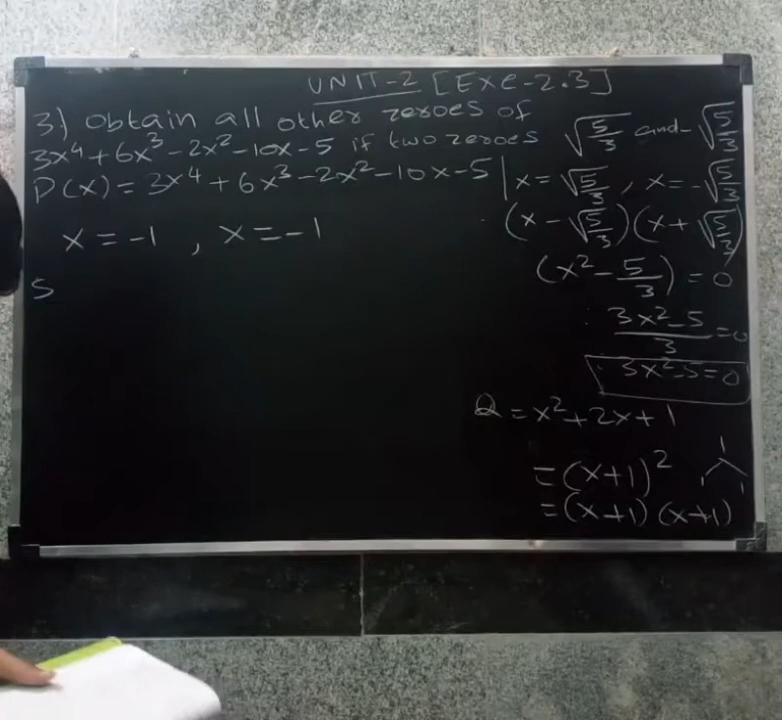 UNIT-2 [Exe-2.3]
3) Obtain all other zeroes of
3x⁴+6x³-2x²-10x-5 if two zeroes √5/3 and -√5/3
P(x)=3x⁴+6x³-2x²-10x-5 | x=√5/3, x=-√5/3
x=-1, x=-1
S
(x-√5/3)(x+√5/3)
(x²-5/3)=0
3x²-5/3=0
3x²-5=0
Q=x²+2x+1
=(x+1)²
=(x+1)(x+1)
1
1 1